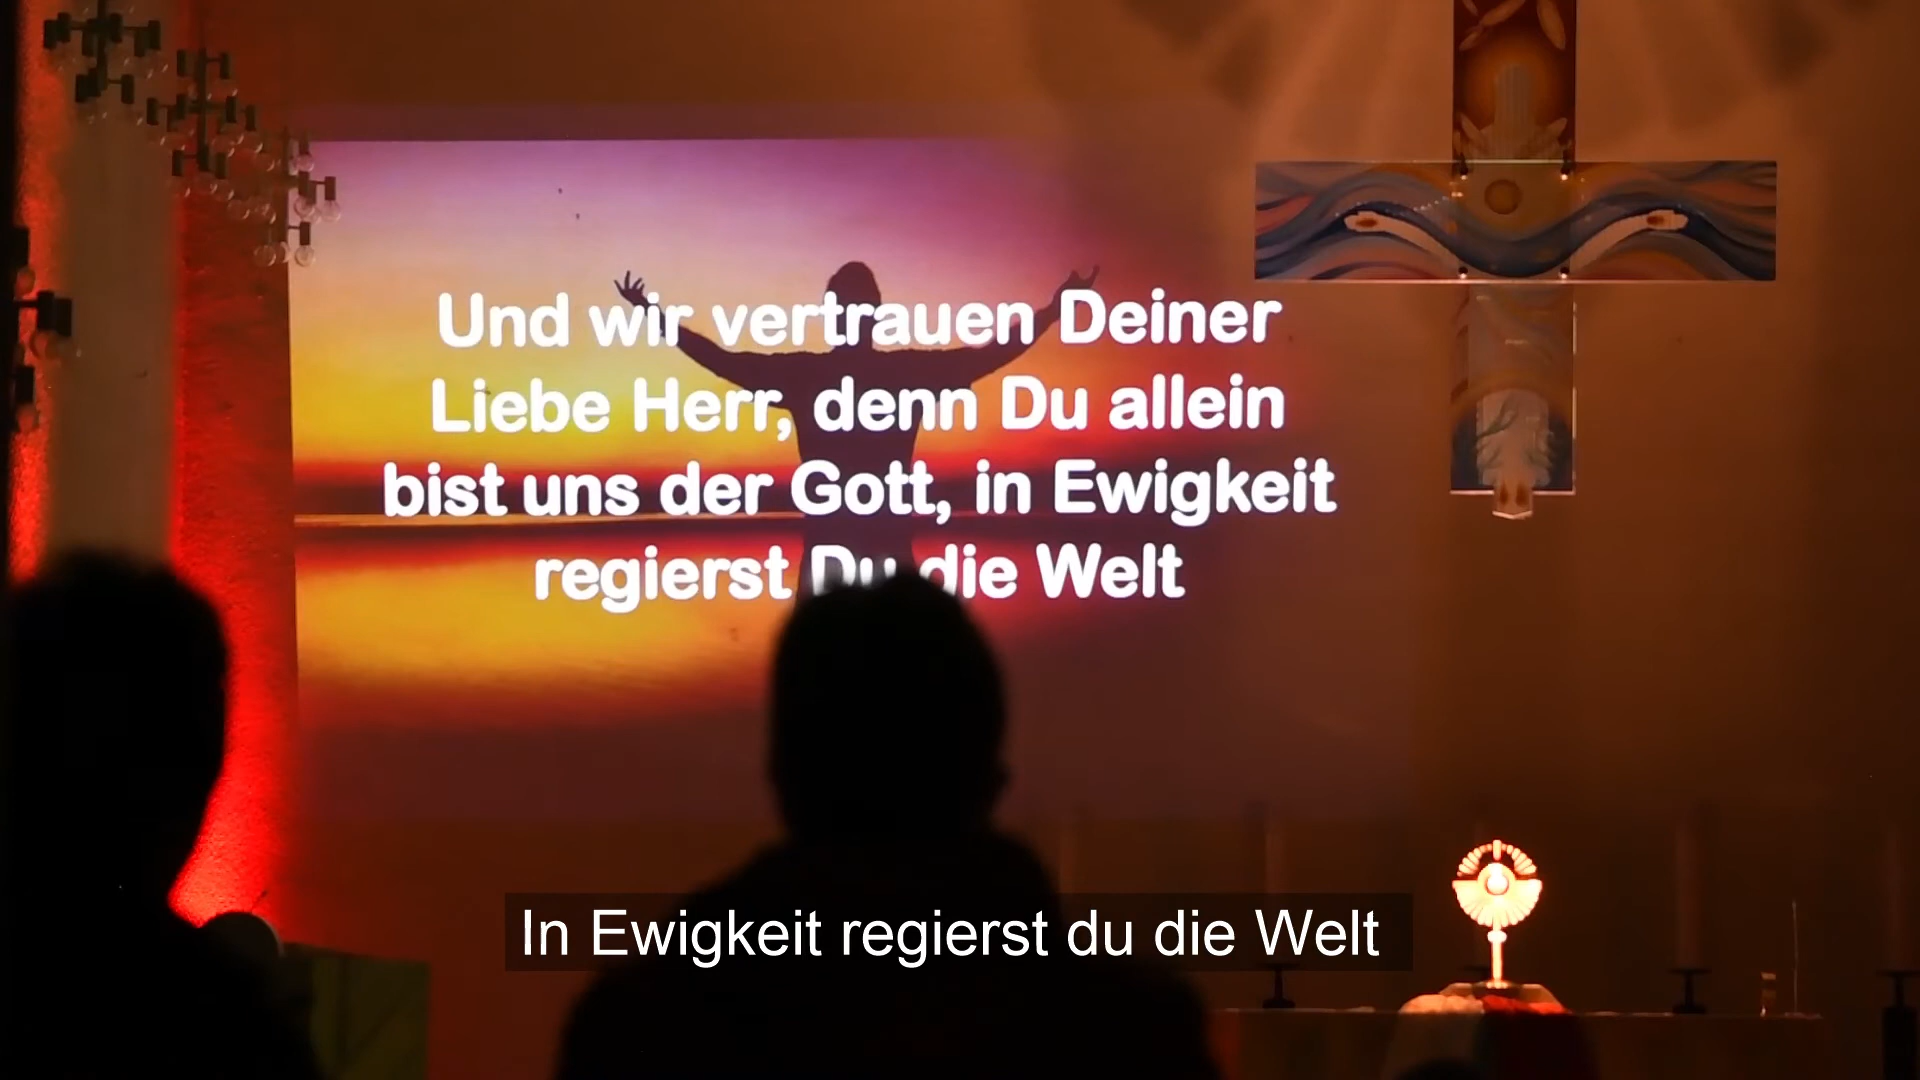 Und wir vertrauen Deiner
Liebe Herr, denn Du allein
bist uns der Gott, in Ewigkeit
regierst Du die Welt
In Ewigkeit regierst du die Welt